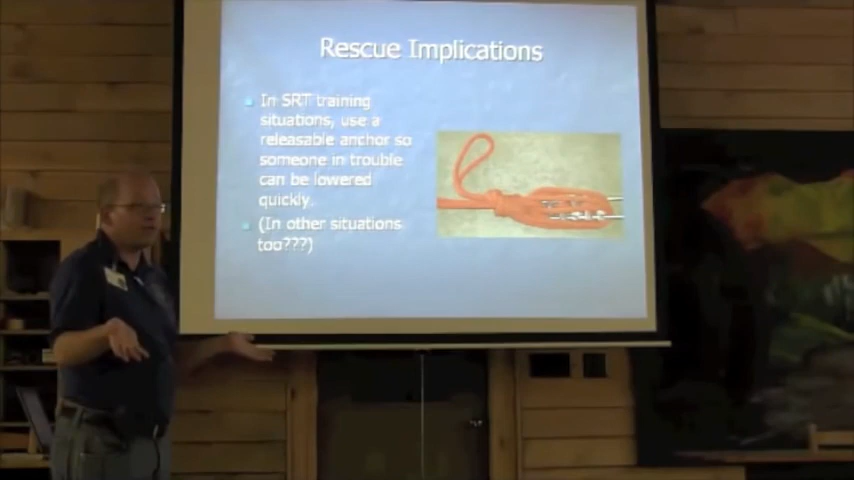 Rescue Implications
In SRT training
situations, use a
releasable anchor so
someone in trouble
can be lowered
quickly.
(In other situations
too???)